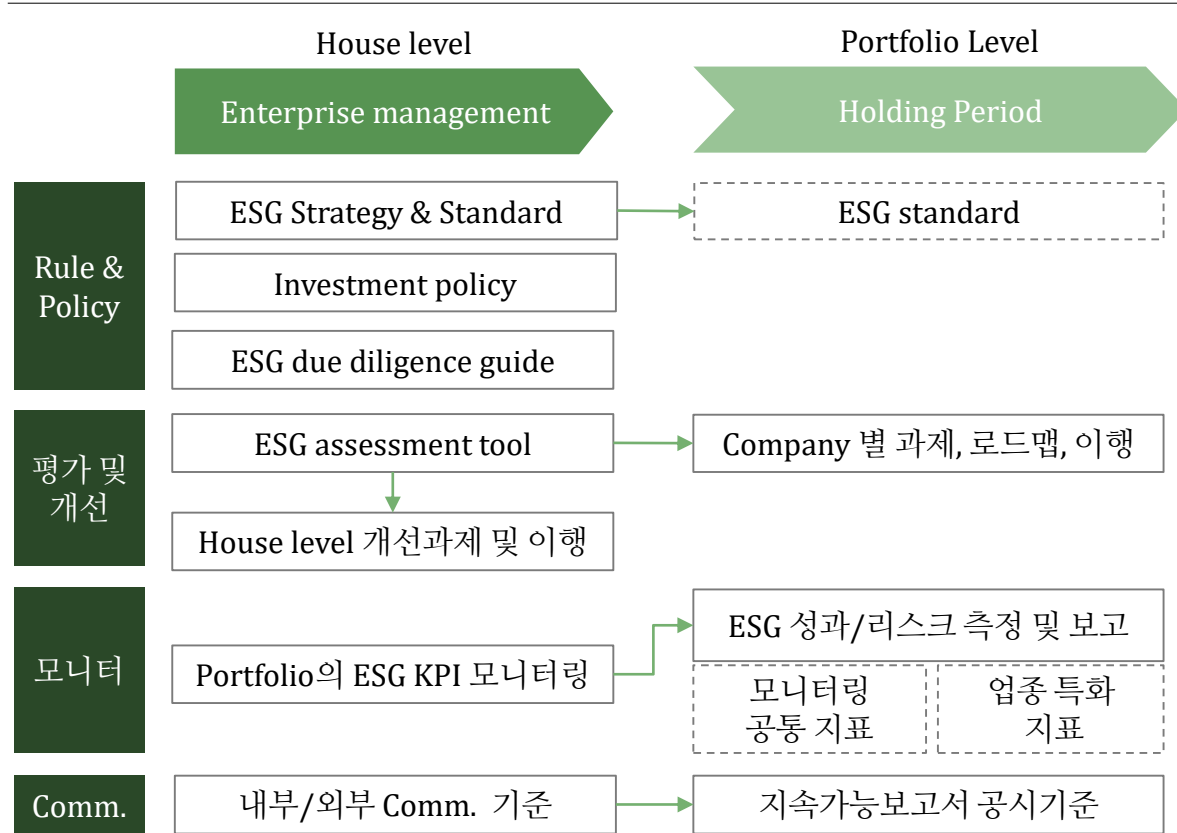 House level
Portfolio Level
Enterprise management
Holding Period
Rule &
Policy
ESG Strategy & Standard
ESG standard
Investment policy
ESG due diligence guide
평가 및
개선
ESG assessment tool
Company 별 과제, 로드맵, 이행
House level 개선과제 및 이행
모니터
Portfolio의 ESG KPI 모니터링
ESG 성과/리스크 측정 및 보고
모니터링
공통 지표
업종 특화
지표
Comm.
내부/외부 Comm. 기준
지속가능보고서 공시기준